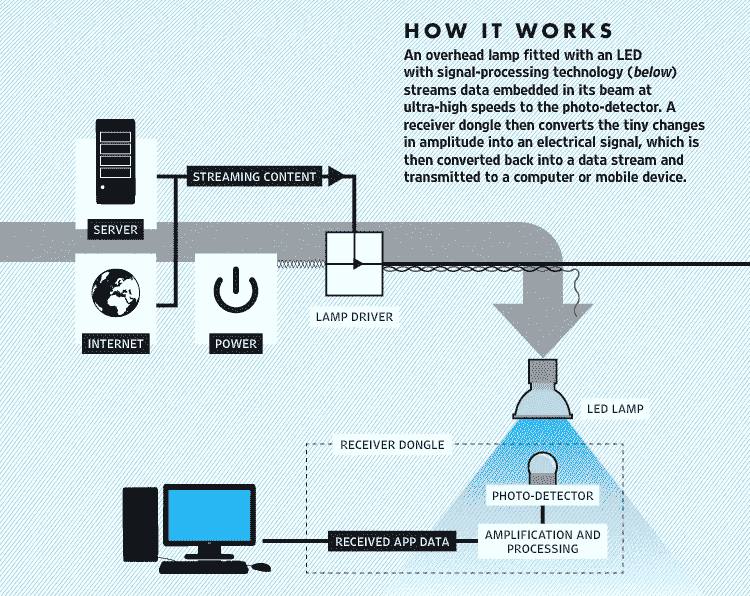 HOW IT WORKS
An overhead lamp fitted with an LED
with signal-processing technology (below)
streams data embedded in its beam at
ultra-high speeds to the photo-detector. A
receiver dongle then converts the tiny changes
in amplitude into an electrical signal, which is
then converted back into a data stream and
transmitted to a computer or mobile device.
STREAMING CONTENT
SERVER
LAMP DRIVER
INTERNET
POWER
LED LAMP
RECEIVER DONGLE
PHOTO-DETECTOR
RECEIVED APP DATA
AMPLIFICATION AND
PROCESSING